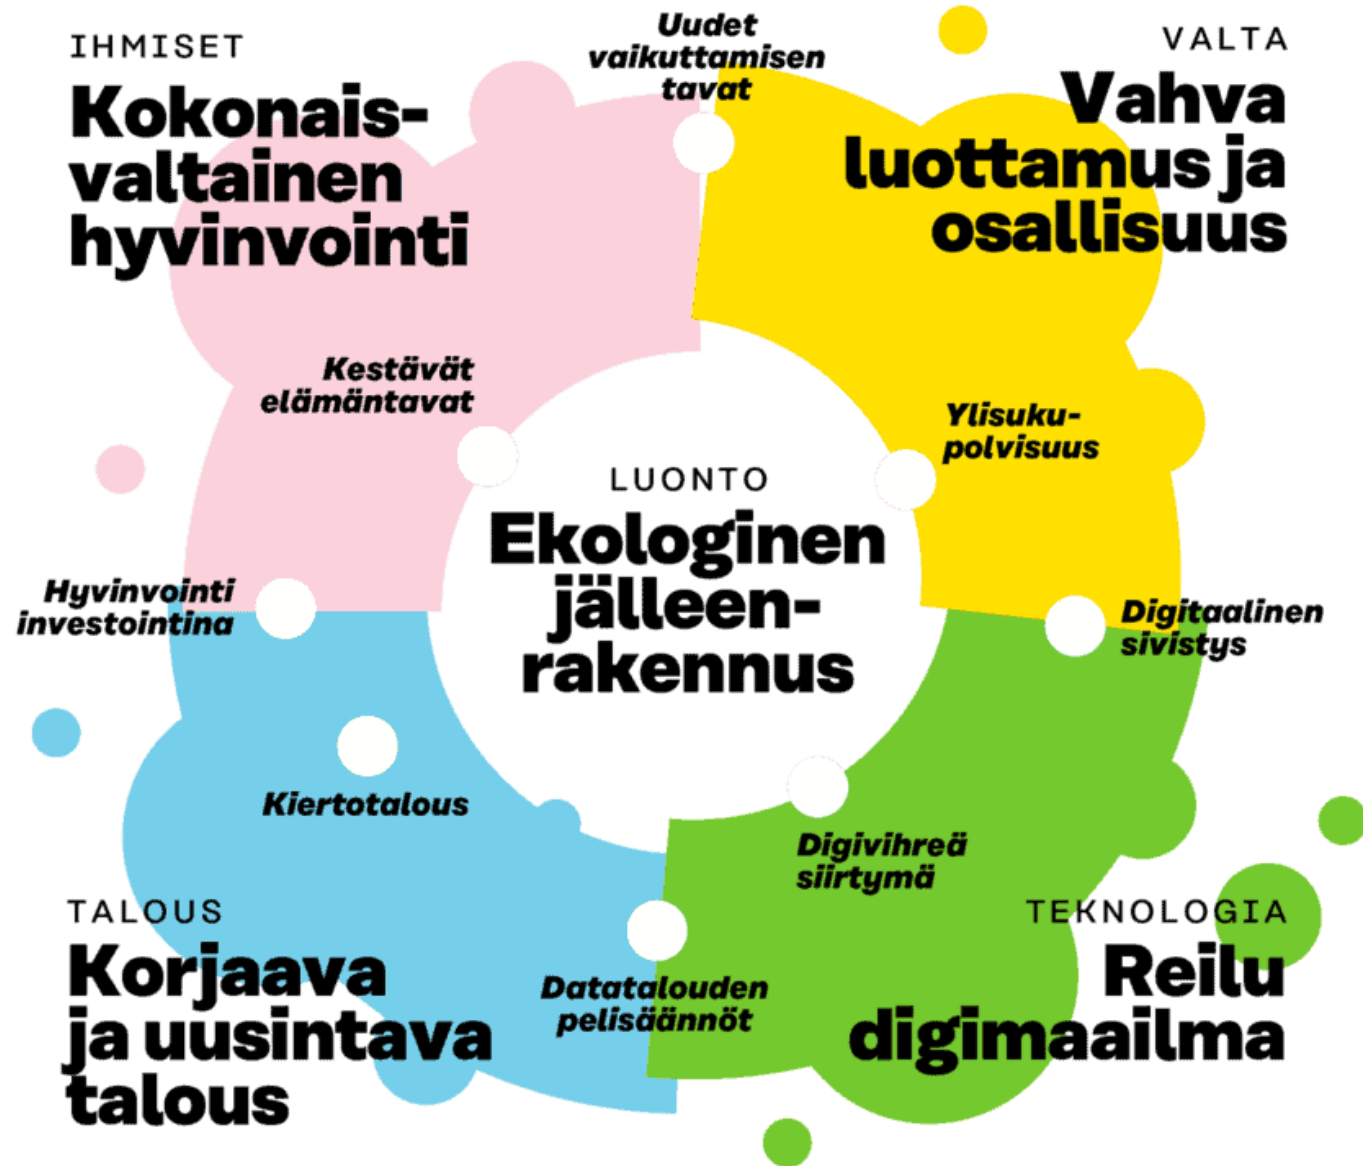 IHMISET
Kokonais-
valtainen
hyvinvointi
Uudet
vaikuttamisen
tavat
VALTA
Vahva
luottamus ja
osallisuus
Kestävät
elämäntavat
Ylisuku-
polvisuus
LUONTO
Ekologinen
jälleen-
rakennus
Hyvinvointi
investointina
Digitaalinen
sivistys
Kiertotalous
Digivihreä
siirtymä
TALOUS
Korjaava
ja uusintava
talous
Datatalouden
pelisäännöt
TEKNOLOGIA
Reilu
digimaailma